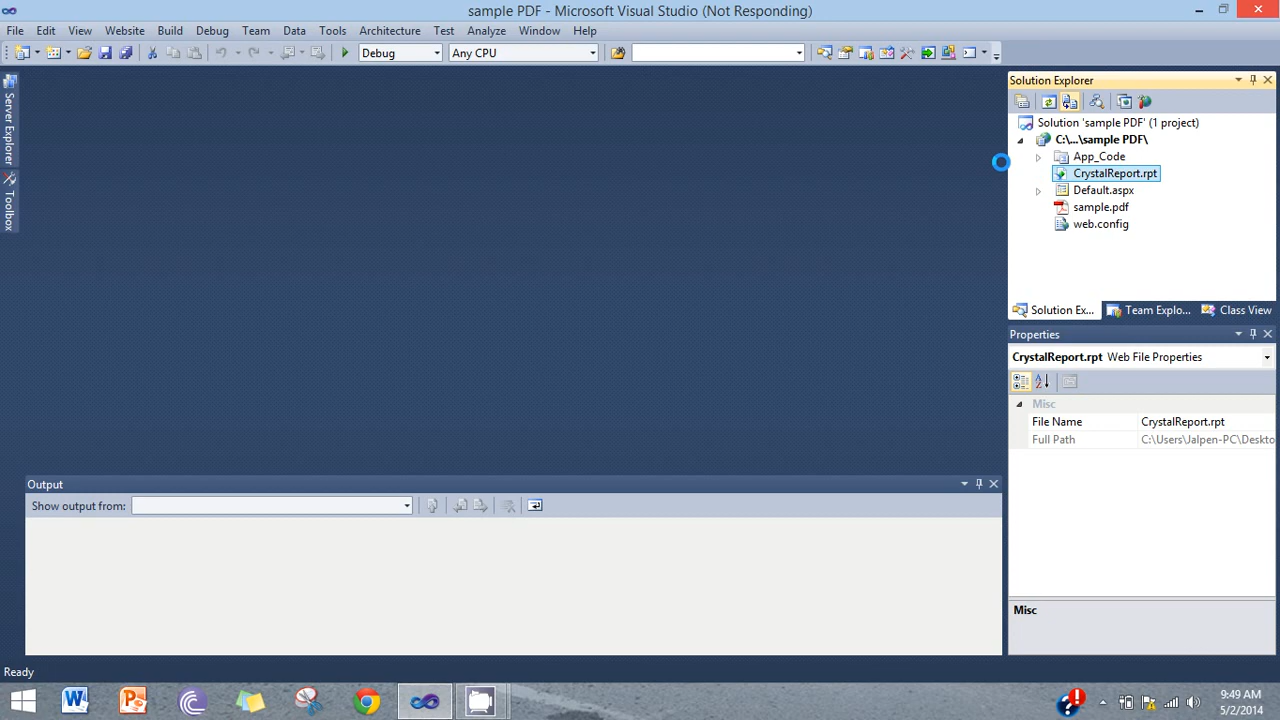 sample PDF - Microsoft Visual Studio (Not Responding)
File Edit View Website Build Debug Team Data Tools Architecture Test Analyze Window Help
Debug Any CPU
Server Explorer
Toolbox
Solution Explorer
Solution 'sample PDF' (1 project)
C:\...\sample PDF\
App_Code
CrystalReport.rpt
Default.aspx
sample.pdf
web.config
Solution Ex... Team Explo... Class View
Properties
CrystalReport.rpt Web File Properties
Misc
File Name CrystalReport.rpt
Full Path C:\Users\Jalpen-PC\Deskto
Misc
Output
Show output from:
Ready
9:49 AM
5/2/2014